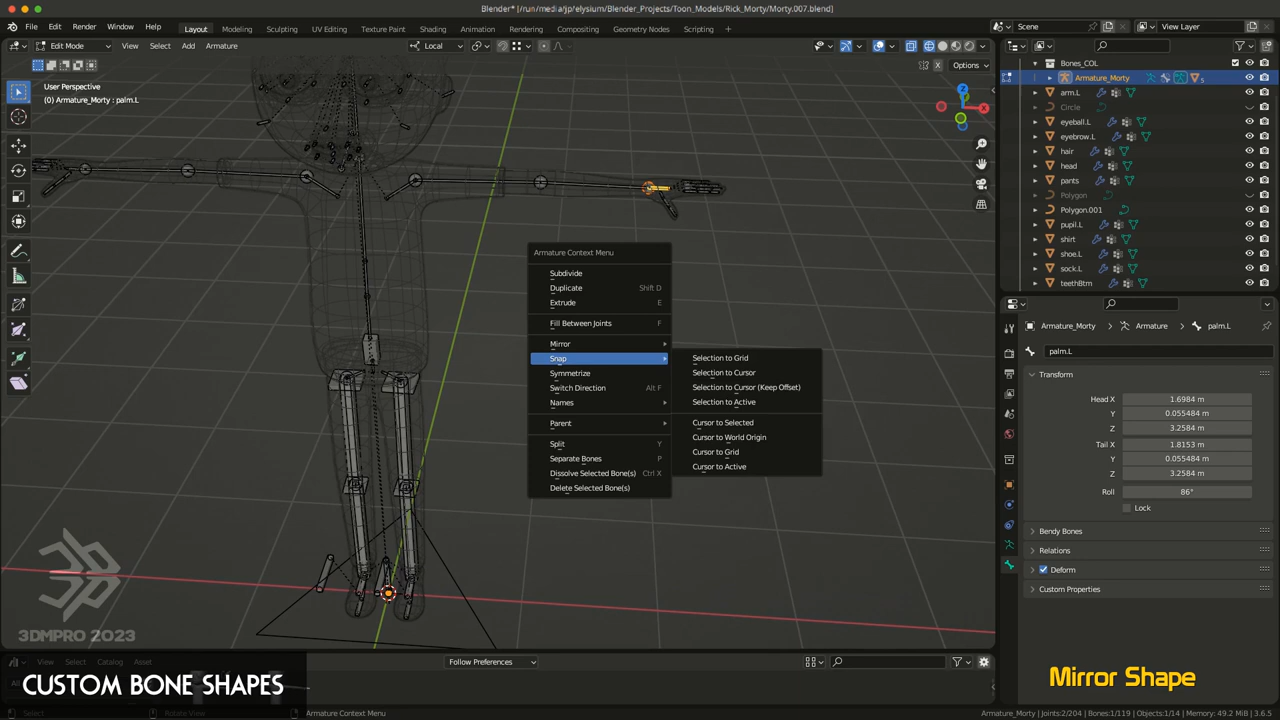 Blender* [/run/media/jp/elysium/Blender_Projects/Toon_Models/Rick_Morty/Morty.007.blend]
File Edit Render Window Help
Layout Modeling Sculpting UV Editing Texture Paint Shading Animation Rendering Compositing Geometry Nodes Scripting +
Scene
View Layer
Edit Mode View Select Add Armature
Local
X Options
User Perspective
(0) Armature_Morty : palm.L
Z
X
Bones_COL
Armature_Morty
5
arm.L
Circle
eyeball.L
eyebrow.L
hair
head
pants
Polygon
Polygon.001
pupil.L
shirt
shoe.L
sock.L
teethBtm
Armature Context Menu
Subdivide
Duplicate Shift D
Extrude E
Fill Between Joints F
Mirror
Snap
Symmetrize
Switch Direction Alt F
Names
Parent
Split Y
Separate Bones P
Dissolve Selected Bone(s) Ctrl X
Delete Selected Bone(s)
Selection to Grid
Selection to Cursor
Selection to Cursor (Keep Offset)
Selection to Active
Cursor to Selected
Cursor to World Origin
Cursor to Grid
Cursor to Active
Armature_Morty Armature palm.L
palm.L
Transform
Head X 1.6984 m
Y 0.055484 m
Z 3.2584 m
Tail X 1.8153 m
Y 0.055484 m
Z 3.2584 m
Roll 86°
Lock
Bendy Bones
Relations
Deform
Custom Properties
3DMPRO 2023
View Select Catalog Asset
Follow Preferences
CUSTOM BONE SHAPES
Mirror Shape
Select
Rotate View
Armature Context Menu
Armature_Morty | Joints:2/204 | Bones:1/119 | Objects:1/14 | Memory: 49.2 MiB | 3.6.5